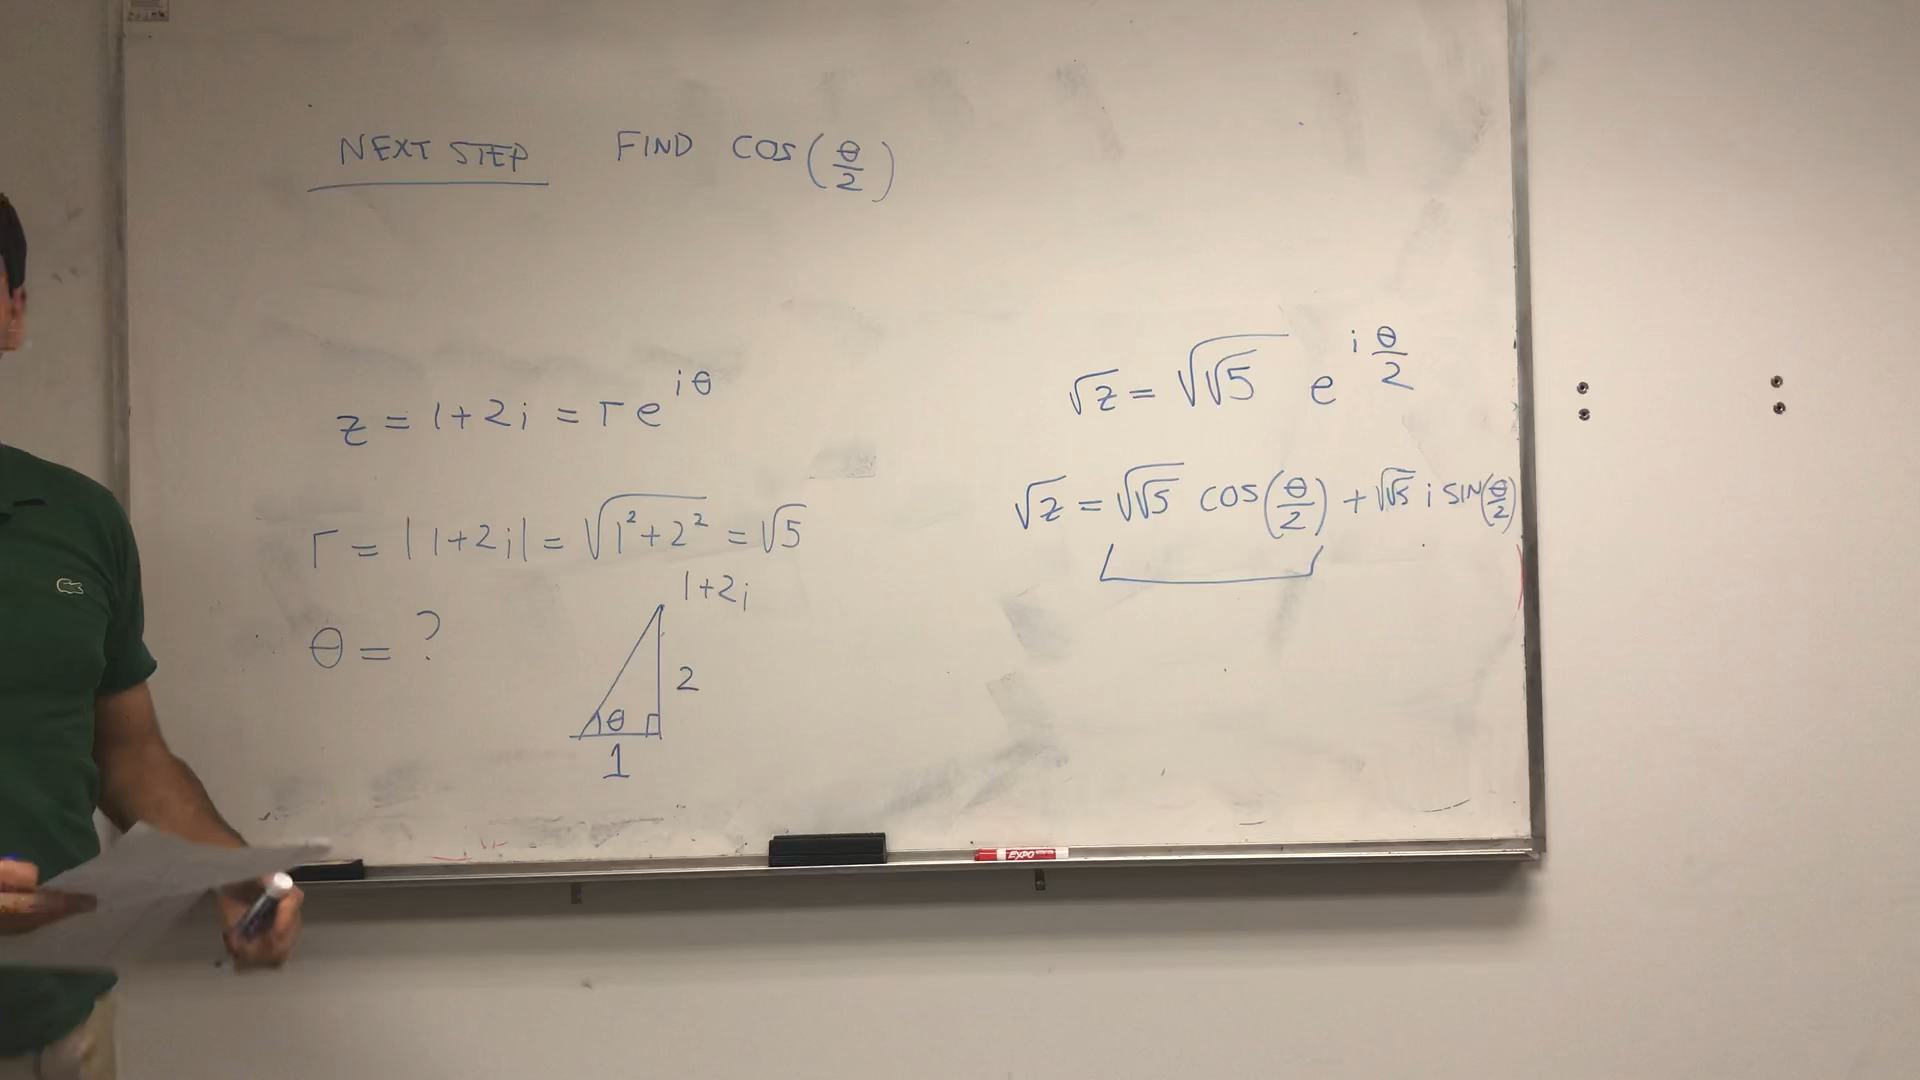 NEXT STEP FIND COS(θ/2)
z = 1+2i = re^{iθ}
r = |1+2i| = √(1²+2²) = √5
θ = ?
1+2i
2
θ
1
√z = √√5 e^{iθ/2}
√z = √√5 COS(θ/2) + √√5 i SIN(θ/2)
EXPO